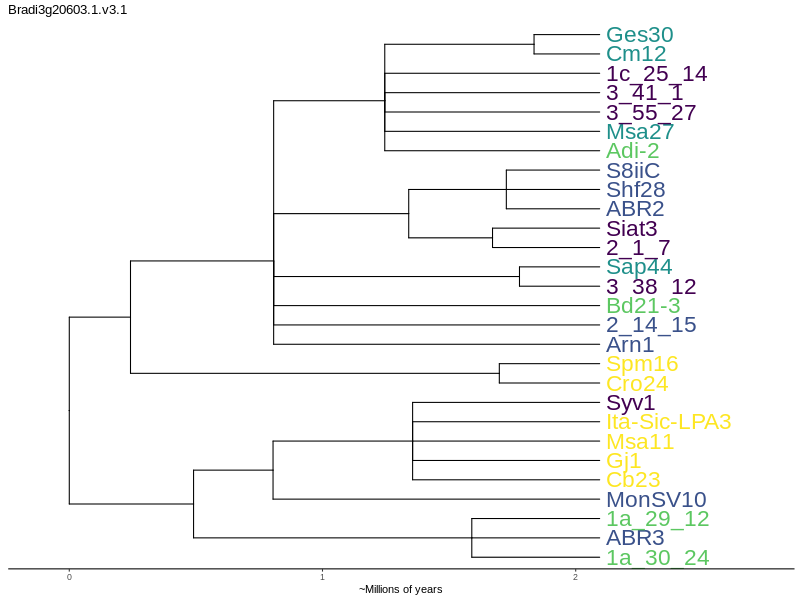 Bradi3g20603.1.v3.1
Ges30
Cm12
1c_25_14
3_41_1
3_55_27
Msa27
Adi-2
S8iiC
Shf28
ABR2
Siat3
2_1_7
Sap44
3_38_12
Bd21-3
2_14_15
Arn1
Spm16
Cro24
Syv1
Ita-Sic-LPA3
Msa11
Gj1
Cb23
MonSV10
1a_29_12
ABR3
1a_30_24
0 1 2
~Millions of years